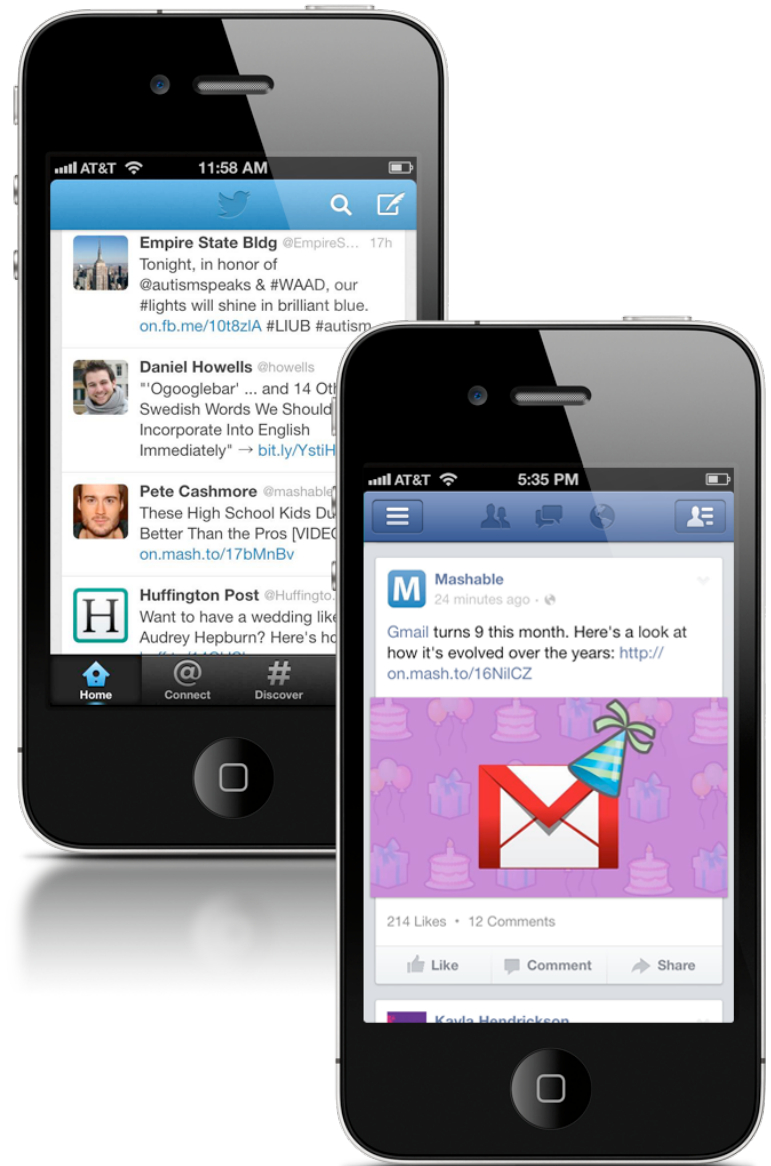 AT&T 11:58 AM
Empire State Bldg @EmpireS... 17h
Tonight, in honor of
@autismspeaks & #WAAD, our
#lights will shine in brilliant blue.
on.fb.me/10t8zlA #LIUB #autism
Daniel Howells @howells
"'Ogooglebar' ... and 14 Oth
Swedish Words We Should
Incorporate Into English
Immediately" → bit.ly/YstiH
Pete Cashmore @mashable
These High School Kids Du
Better Than the Pros [VIDEO
on.mash.to/17bMnBv
H
Huffington Post @Huffingto..
Want to have a wedding like
Audrey Hepburn? Here's ho
Home
@
Connect
#
Discover
AT&T 5:35 PM
M
Mashable
24 minutes ago ·
Gmail turns 9 this month. Here's a look at
how it's evolved over the years: http://
on.mash.to/16NilCZ
214 Likes • 12 Comments
Like Comment Share
Kayla Hendrickson